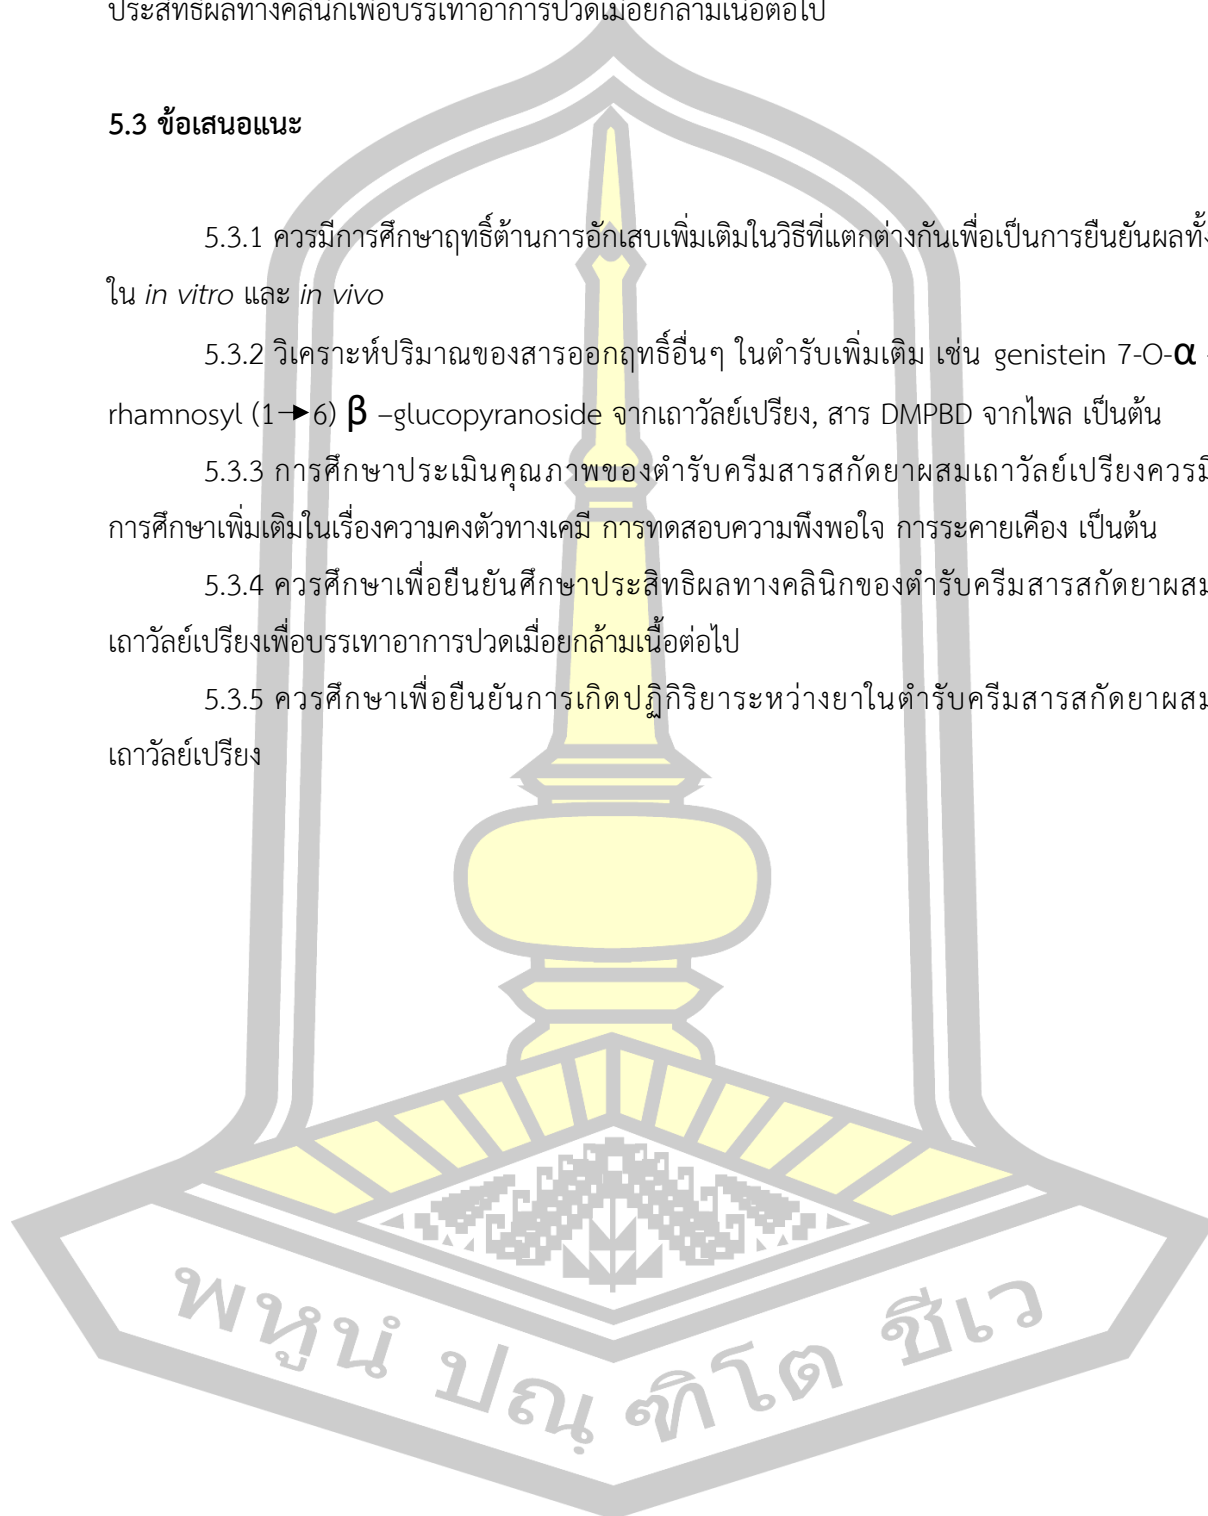 ประสิทธิผลทางคลินิกเพื่อบรรเทาอาการปวดเมื่อยกล้ามเนื้อต่อไป
5.3 ข้อเสนอแนะ
5.3.1 ควรมีการศึกษาฤทธิ์ต้านการอักเสบเพิ่มเติมในวิธีที่แตกต่างกันเพื่อเป็นการยืนยันผลทั้ง
ใน in vitro และ in vivo
5.3.2 วิเคราะห์ปริมาณของสารออกฤทธิ์อื่นๆ ในตำรับเพิ่มเติม เช่น genistein 7-O-α -
rhamnosyl (1→6) β –glucopyranoside จากเถาวัลย์เปรียง, สาร DMPBD จากไพล เป็นต้น
5.3.3 การศึกษาประเมินคุณภาพของตำรับครีมสารสกัดยาผสมเถาวัลย์เปรียงควรมี
การศึกษาเพิ่มเติมในเรื่องความคงตัวทางเคมี การทดสอบความพึงพอใจ การระคายเคือง เป็นต้น
5.3.4 ควรศึกษาเพื่อยืนยันศึกษาประสิทธิผลทางคลินิกของตำรับครีมสารสกัดยาผสม
เถาวัลย์เปรียงเพื่อบรรเทาอาการปวดเมื่อยกล้ามเนื้อต่อไป
5.3.5 ควรศึกษาเพื่อยืนยันการเกิดปฏิกิริยาระหว่างยาในตำรับครีมสารสกัดยาผสม
เถาวัลย์เปรียง
พหูนํ ปณฺ ฑิโต ชีเว